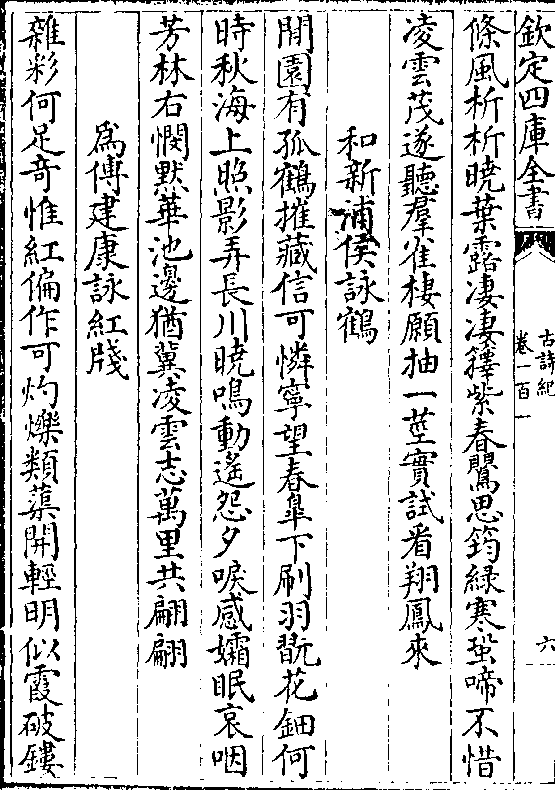 欽定四庫全書
古詩紀
卷一百一
六
條風析析曉葉露淒淒籜紫春鶯思筠綠寒蛩啼不惜
凌雲茂遂聽羣雀棲願抽一莖實試看翔鳳來
和新浦侯詠鶴
閒園有孤鶴摧藏信可憐寧望春臯下刷羽翫花鈿何
時秋海上照影弄長川曉鳴動遙怨夕唳感孀眠哀咽
芳林右憫黙華池邊猶冀凌雲志萬里共翩翩
爲傅建康詠紅牋
雜彩何足竒惟紅偏作可灼爍類蕖開輕明似霞破鏤